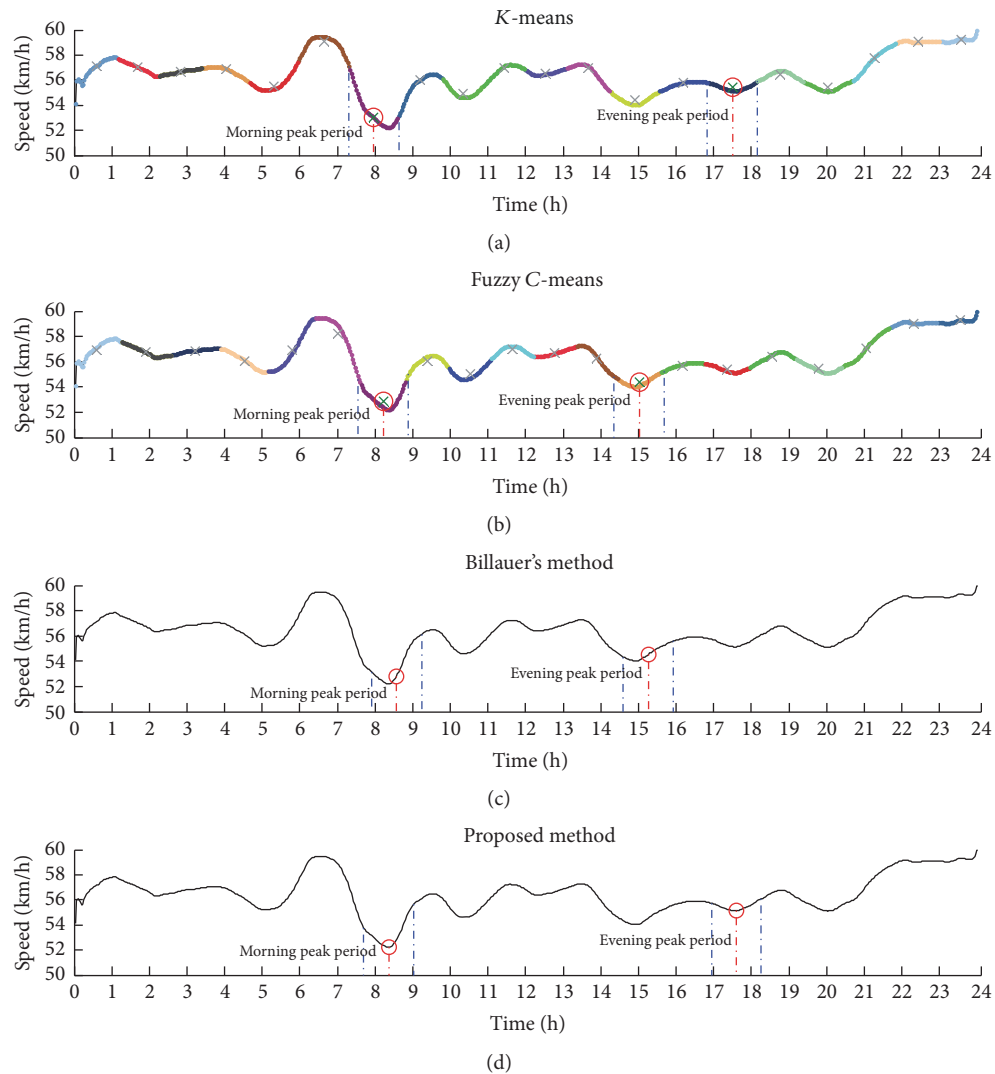 K-means
Speed (km/h)
60
58
56
54
52
50
Morning peak period
Evening peak period
0 1 2 3 4 5 6 7 8 9 10 11 12 13 14 15 16 17 18 19 20 21 22 23 24
Time (h)
(a)
Fuzzy C-means
Speed (km/h)
60
58
56
54
52
50
Morning peak period
Evening peak period
0 1 2 3 4 5 6 7 8 9 10 11 12 13 14 15 16 17 18 19 20 21 22 23 24
Time (h)
(b)
Billauer's method
Speed (km/h)
60
58
56
54
52
50
Morning peak period
Evening peak period
0 1 2 3 4 5 6 7 8 9 10 11 12 13 14 15 16 17 18 19 20 21 22 23 24
Time (h)
(c)
Proposed method
Speed (km/h)
60
58
56
54
52
50
Morning peak period
Evening peak period
0 1 2 3 4 5 6 7 8 9 10 11 12 13 14 15 16 17 18 19 20 21 22 23 24
Time (h)
(d)